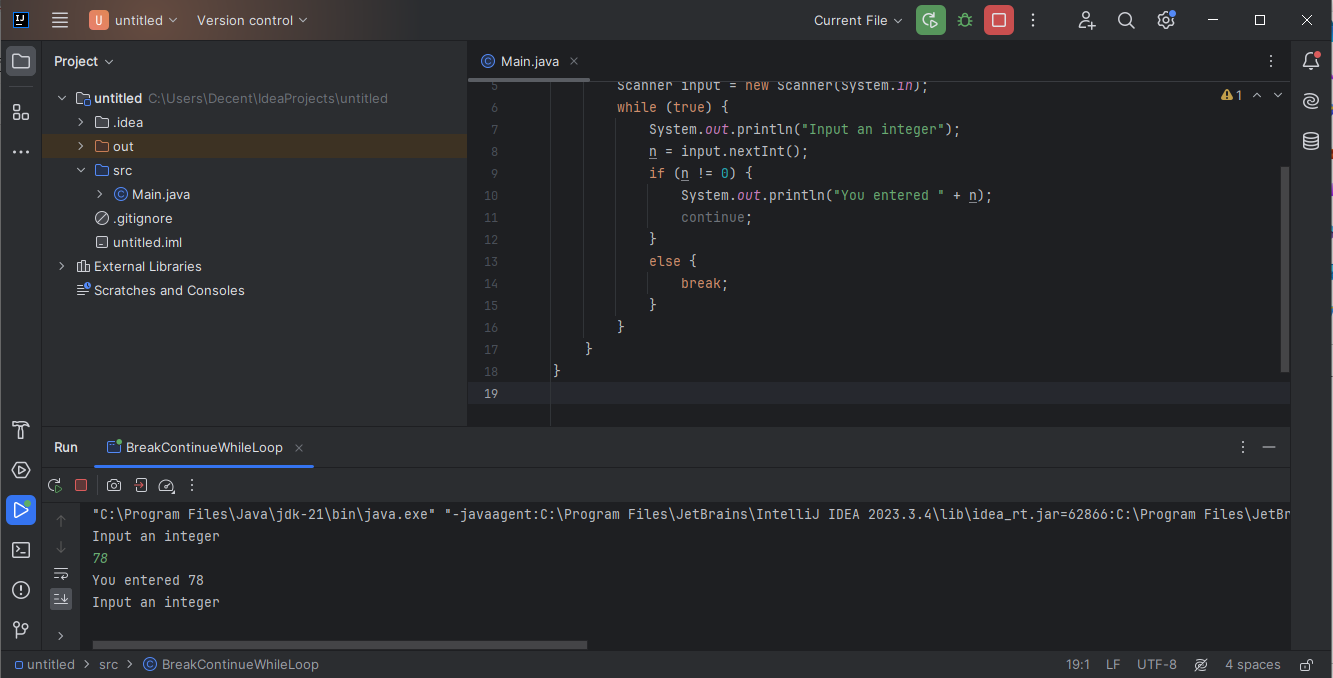 U untitled Version control Current File
Project
Main.java
untitled C:\Users\Decent\IdeaProjects\untitled
.idea
out
src
Main.java
.gitignore
untitled.iml
External Libraries
Scratches and Consoles
1
5 Scanner input = new Scanner(System.in);
6 while (true) {
7 System.out.println("Input an integer");
8 n = input.nextInt();
9 if (n != 0) {
10 System.out.println("You entered " + n);
11 continue;
12 }
13 else {
14 break;
15 }
16 }
17 }
18 }
19
Run BreakContinueWhileLoop
"C:\Program Files\Java\jdk-21\bin\java.exe" "-javaagent:C:\Program Files\JetBrains\IntelliJ IDEA 2023.3.4\lib\idea_rt.jar=62866:C:\Program Files\JetBr
Input an integer
78
You entered 78
Input an integer
untitled > src > BreakContinueWhileLoop 19:1 LF UTF-8 4 spaces